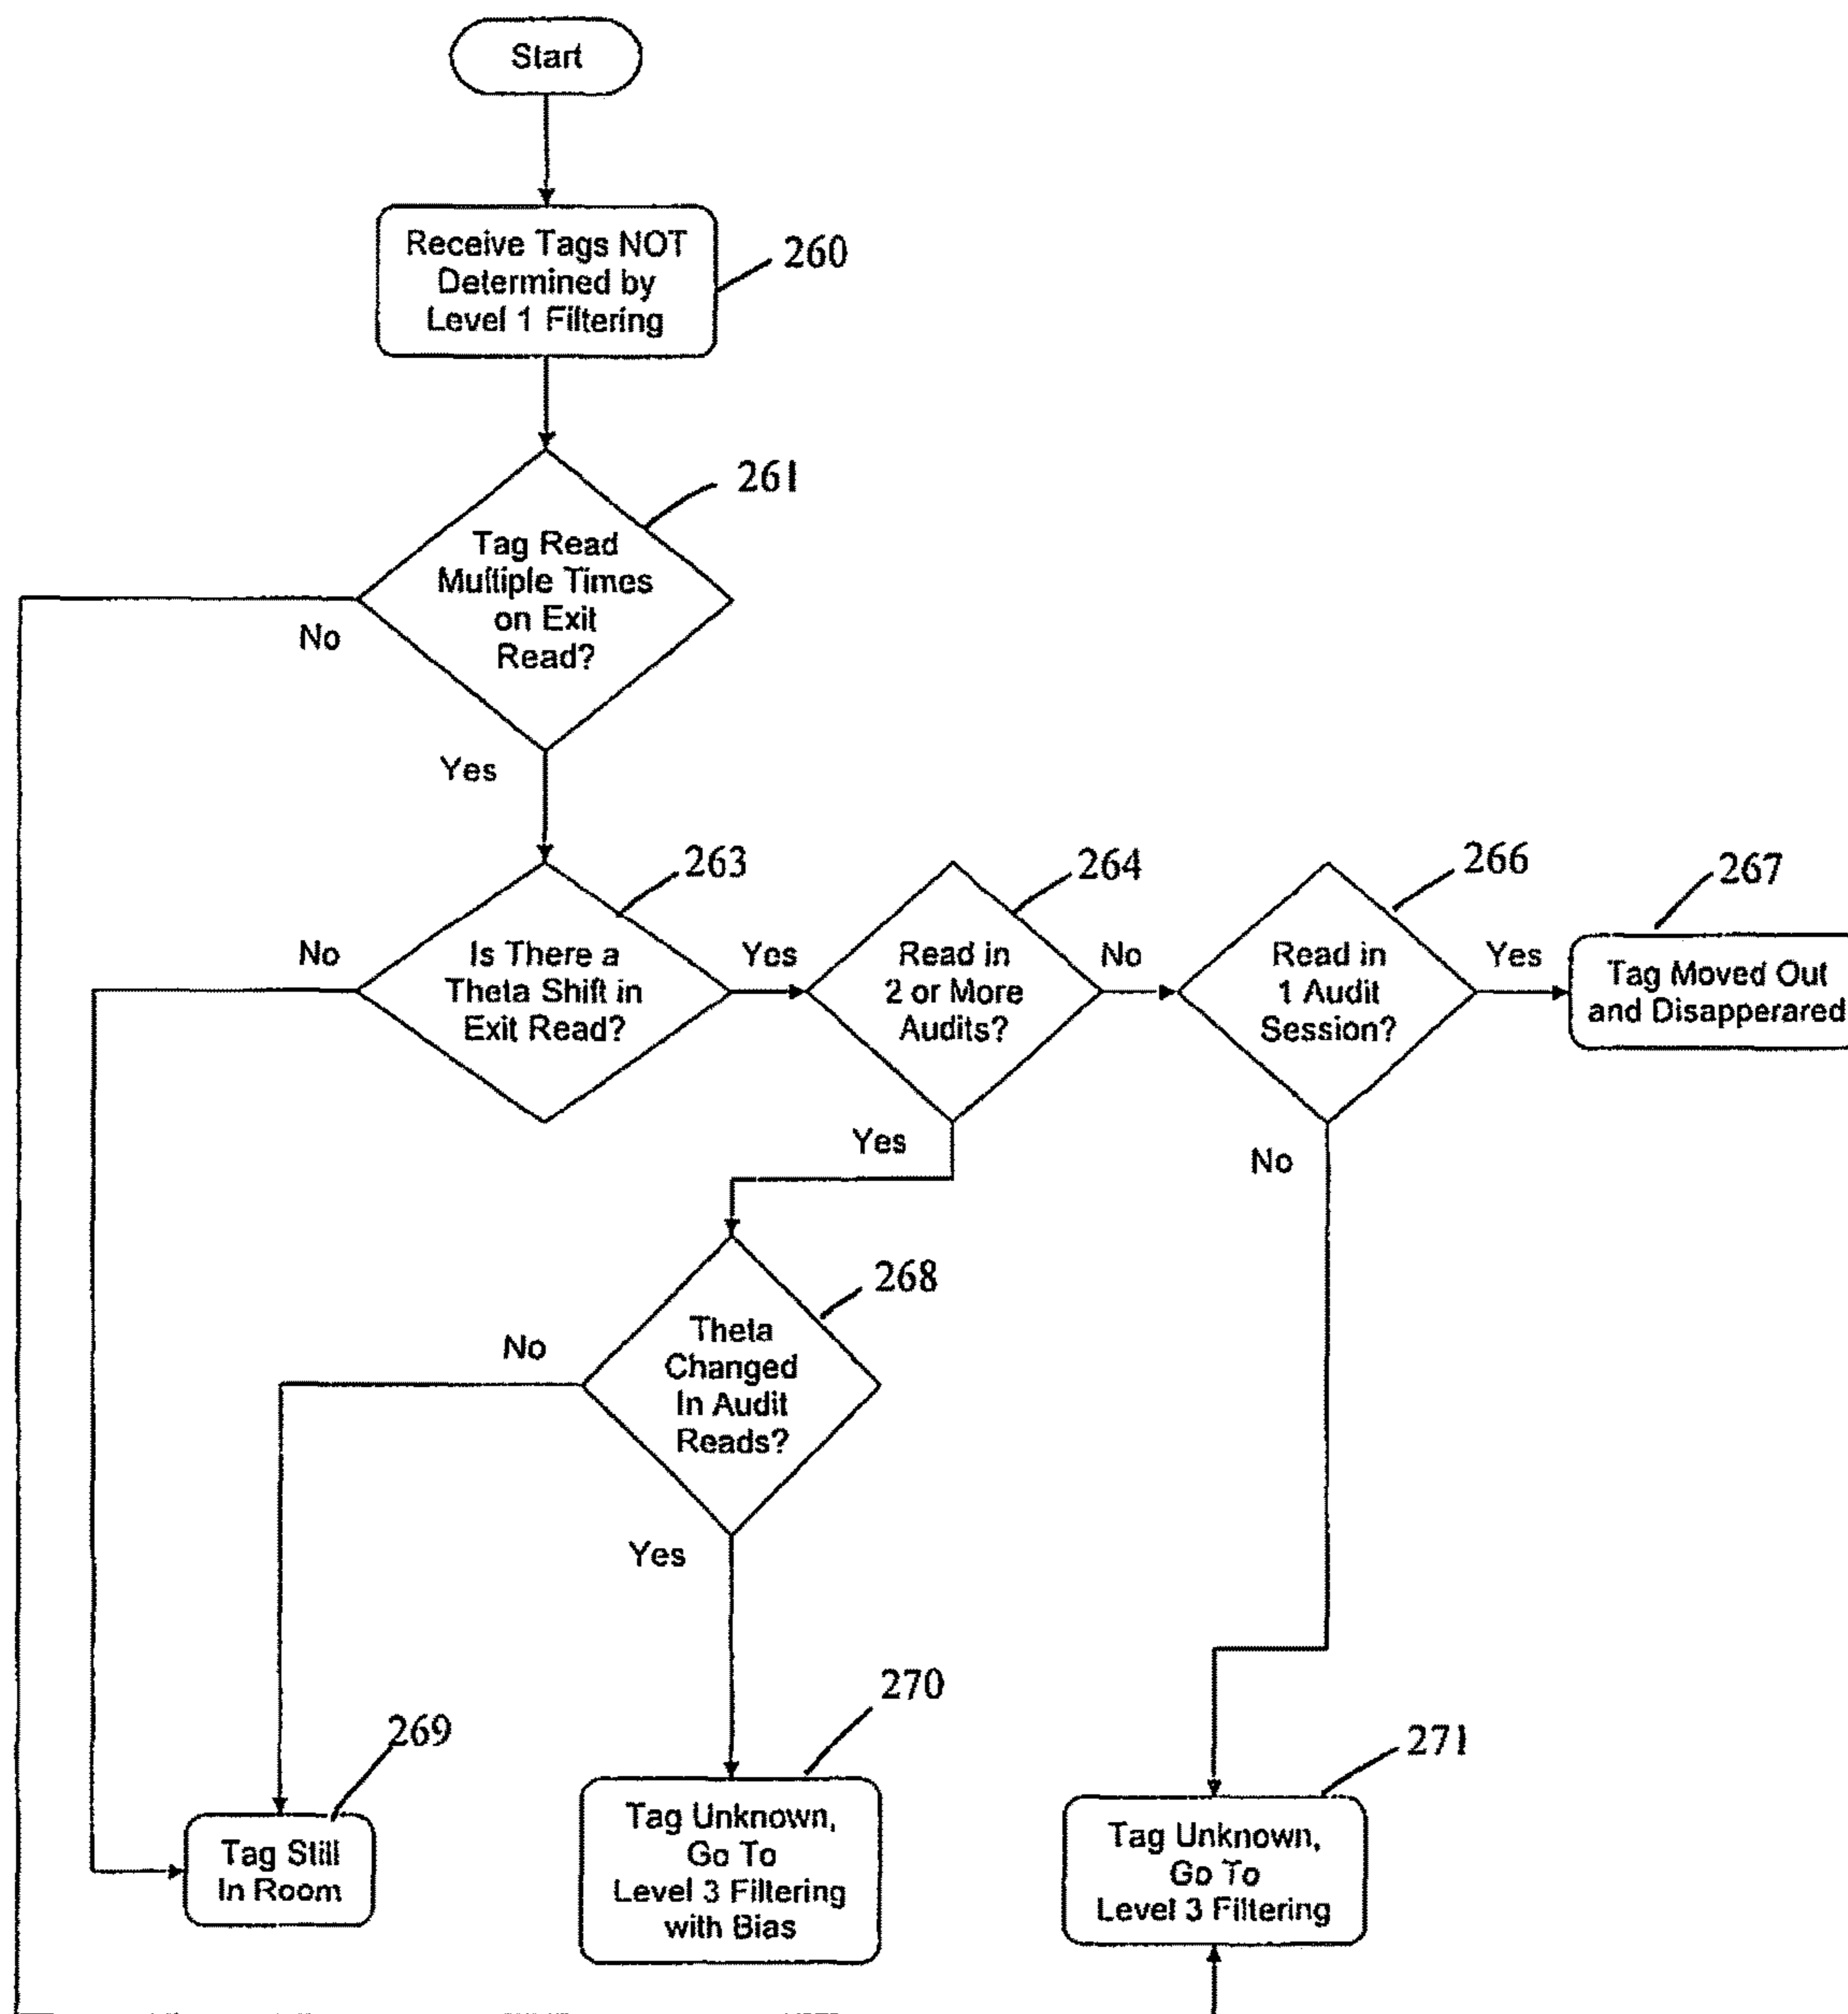 Start
Receive Tags NOT
Determined by
Level 1 Filtering
260
Tag Read
Multiple Times
on Exit
Read?
261
No
Yes
Is There a
Theta Shift in
Exit Read?
263
No
Yes
Read in
2 or More
Audits?
264
No
Yes
Read in
1 Audit
Session?
266
Yes
No
Tag Moved Out
and Disapperared
267
Theta
Changed
In Audit
Reads?
268
No
Yes
Tag Still
In Room
269
Tag Unknown,
Go To
Level 3 Filtering
with Bias
270
Tag Unknown,
Go To
Level 3 Filtering
271